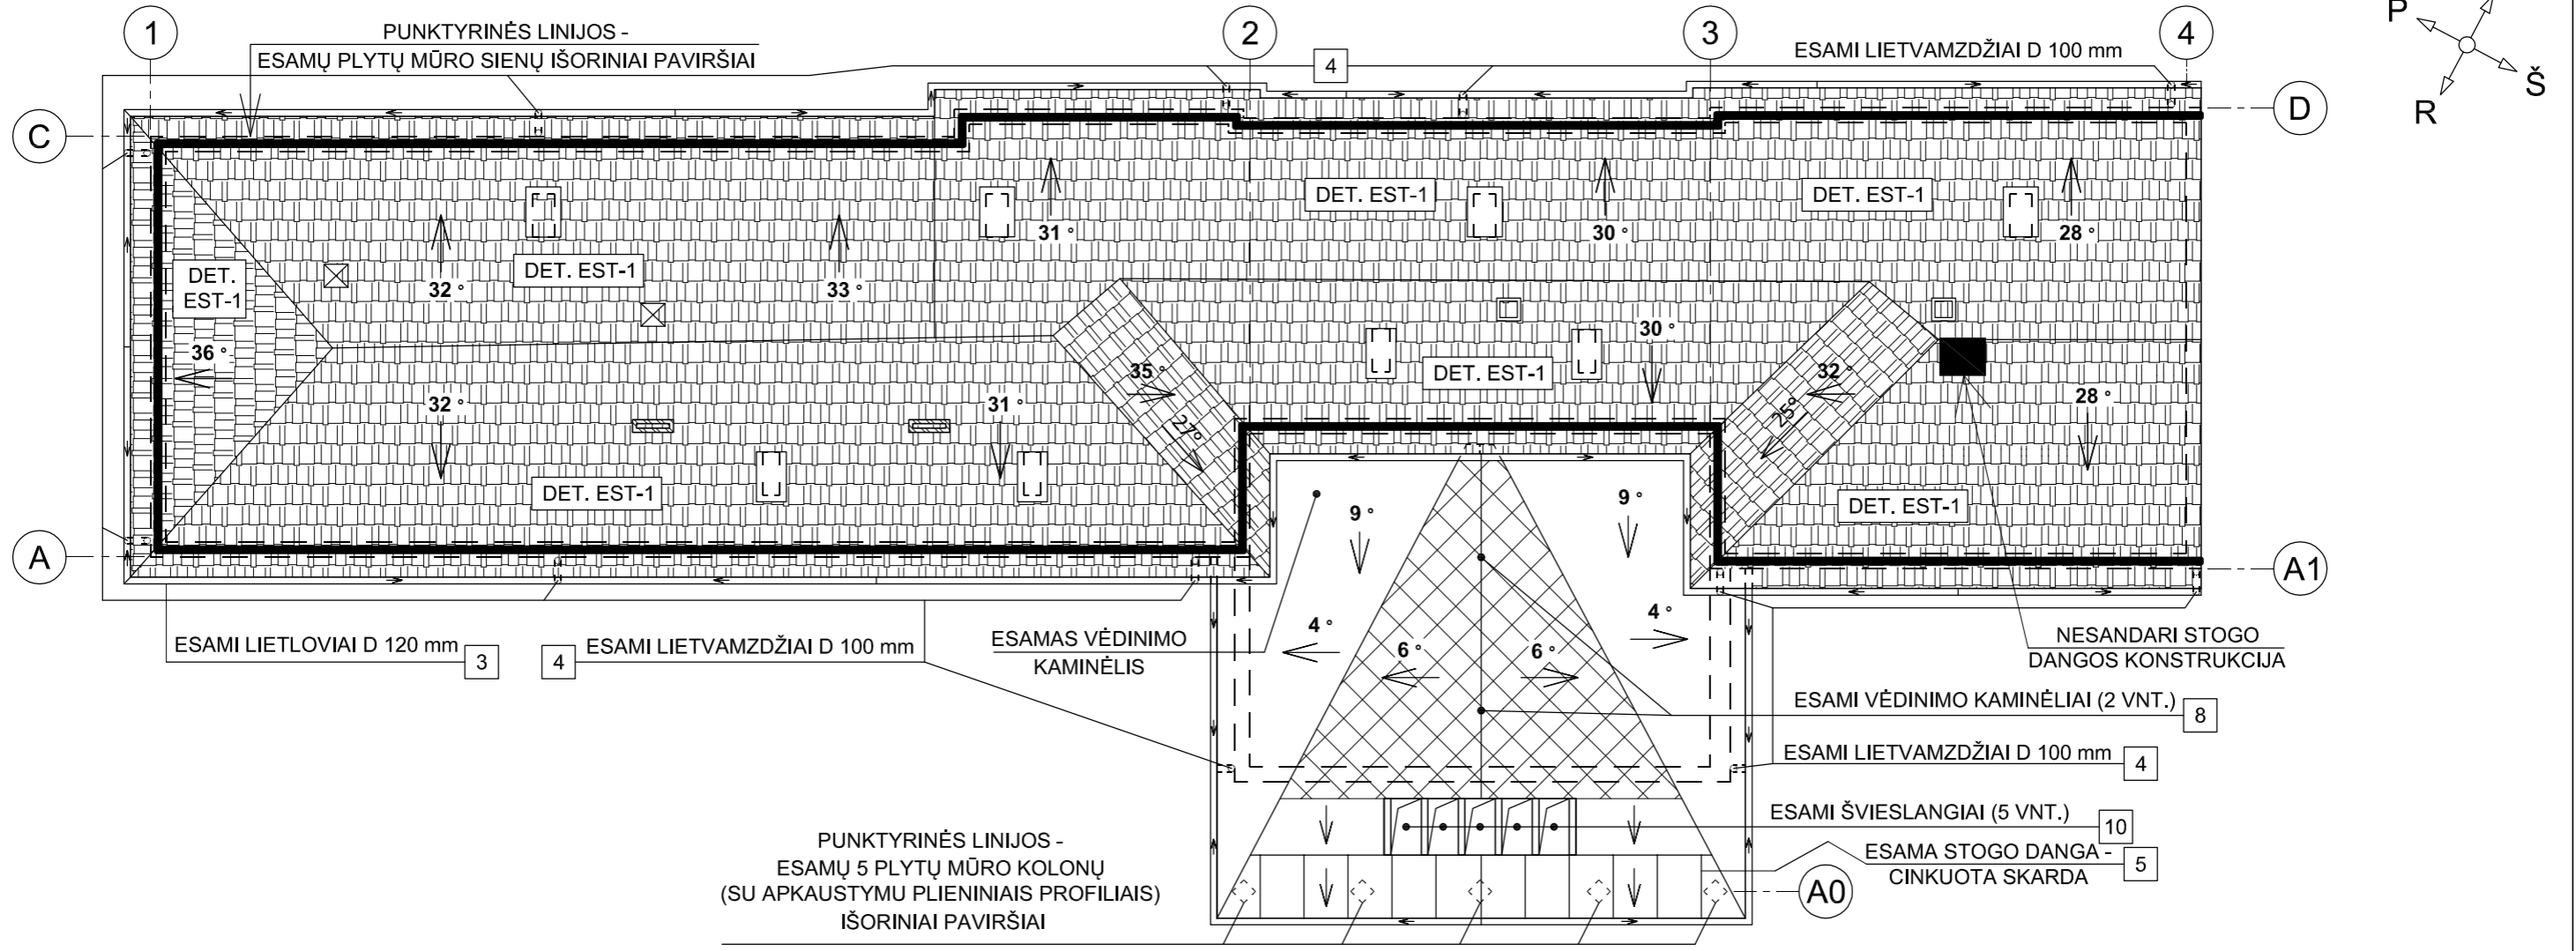 1
2
3
4
P
Š
R
PUNKTYRINĖS LINIJOS -
ESAMŲ PLYTŲ MŪRO SIENŲ IŠORINIAI PAVIRŠIAI
4
ESAMI LIETVAMZDŽIAI D 100 mm
C
D
DET. EST-1
DET. EST-1
31 °
30 °
28 °
DET.
EST-1
32 °
DET. EST-1
33 °
36 °
30 °
35 °
DET. EST-1
32 °
32 °
31 °
27°
25°
28 °
DET. EST-1
DET. EST-1
9 °
9 °
A
A1
4 °
4 °
6 °
6 °
ESAMI LIETLOVIAI D 120 mm
3
4
ESAMI LIETVAMZDŽIAI D 100 mm
ESAMAS VĖDINIMO
KAMINĖLIS
NESANDARI STOGO
DANGOS KONSTRUKCIJA
ESAMI VĖDINIMO KAMINĖLIAI (2 VNT.)
8
ESAMI LIETVAMZDŽIAI D 100 mm
4
ESAMI ŠVIESLANGIAI (5 VNT.)
10
ESAMA STOGO DANGA -
CINKUOTA SKARDA
5
A0
PUNKTYRINĖS LINIJOS -
ESAMŲ 5 PLYTŲ MŪRO KOLONŲ
(SU APKAUSTYMU PLIENINIAIS PROFILIAIS)
IŠORINIAI PAVIRŠIAI